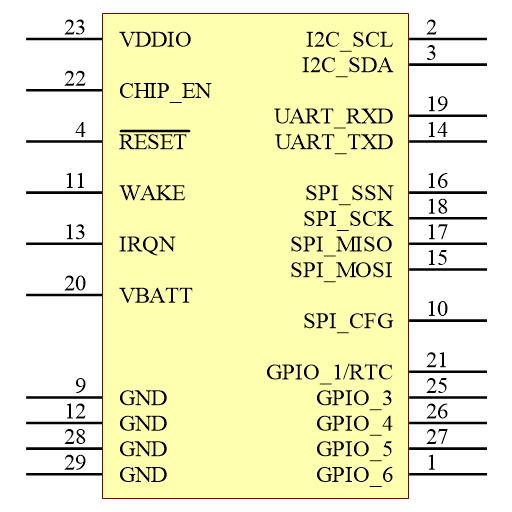 23 VDDIO I2C_SCL 2
I2C_SDA 3
22 CHIP_EN
UART_RXD 19
4 RESET UART_TXD 14
11 WAKE SPI_SSN 16
SPI_SCK 18
13 IRQN SPI_MISO 17
SPI_MOSI 15
20 VBATT
SPI_CFG 10
GPIO_1/RTC 21
9 GND GPIO_3 25
12 GND GPIO_4 26
28 GND GPIO_5 27
29 GND GPIO_6 1